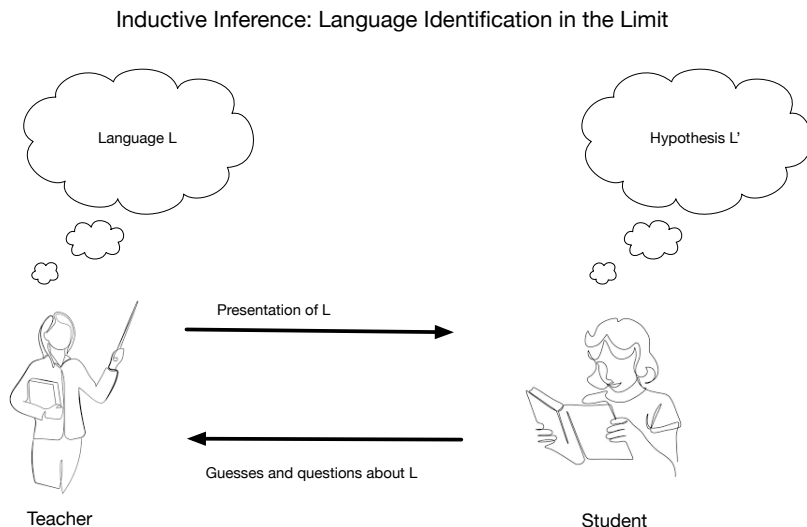 Inductive Inference: Language Identification in the Limit
Language L
Hypothesis L'
Presentation of L
Guesses and questions about L
Teacher
Student